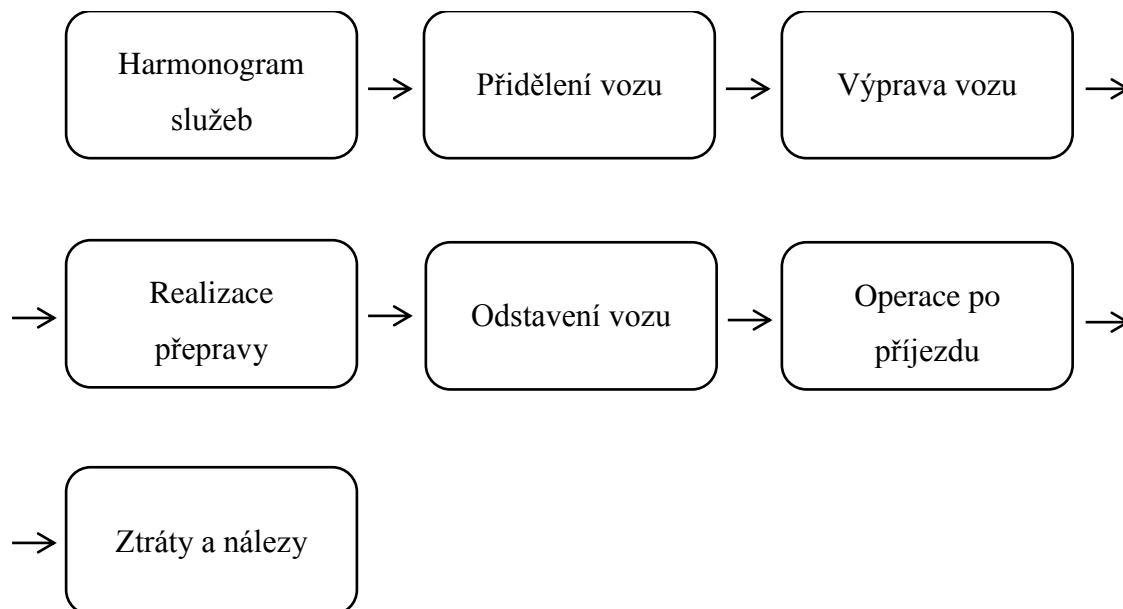 Harmonogram
služeb
Přidělení vozu
Výprava vozu
Realizace
přepravy
Odstavení vozu
Operace po
příjezdu
Ztráty a nálezy